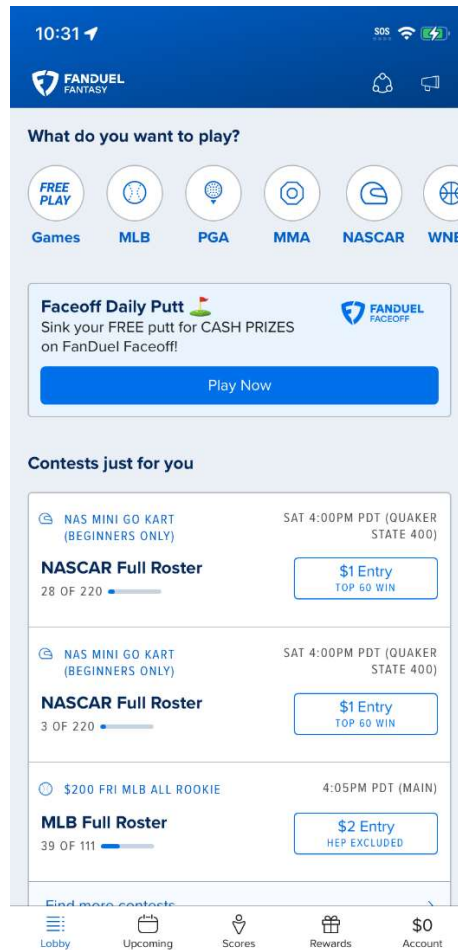 10:31
SOS
FANDUEL
FANTASY
What do you want to play?
FREE
PLAY
Games
MLB
PGA
MMA
NASCAR
WNB
Faceoff Daily Putt
Sink your FREE putt for CASH PRIZES
on FanDuel Faceoff!
FANDUEL
FACEOFF
Play Now
Contests just for you
NAS MINI GO KART
(BEGINNERS ONLY)
SAT 4:00PM PDT (QUAKER
STATE 400)
NASCAR Full Roster
28 OF 220
$1 Entry
TOP 60 WIN
NAS MINI GO KART
(BEGINNERS ONLY)
SAT 4:00PM PDT (QUAKER
STATE 400)
NASCAR Full Roster
3 OF 220
$1 Entry
TOP 60 WIN
$200 FRI MLB ALL ROOKIE
4:05PM PDT (MAIN)
MLB Full Roster
39 OF 111
$2 Entry
HEP EXCLUDED
Find more contests
Lobby
Upcoming
Scores
Rewards
$0
Account